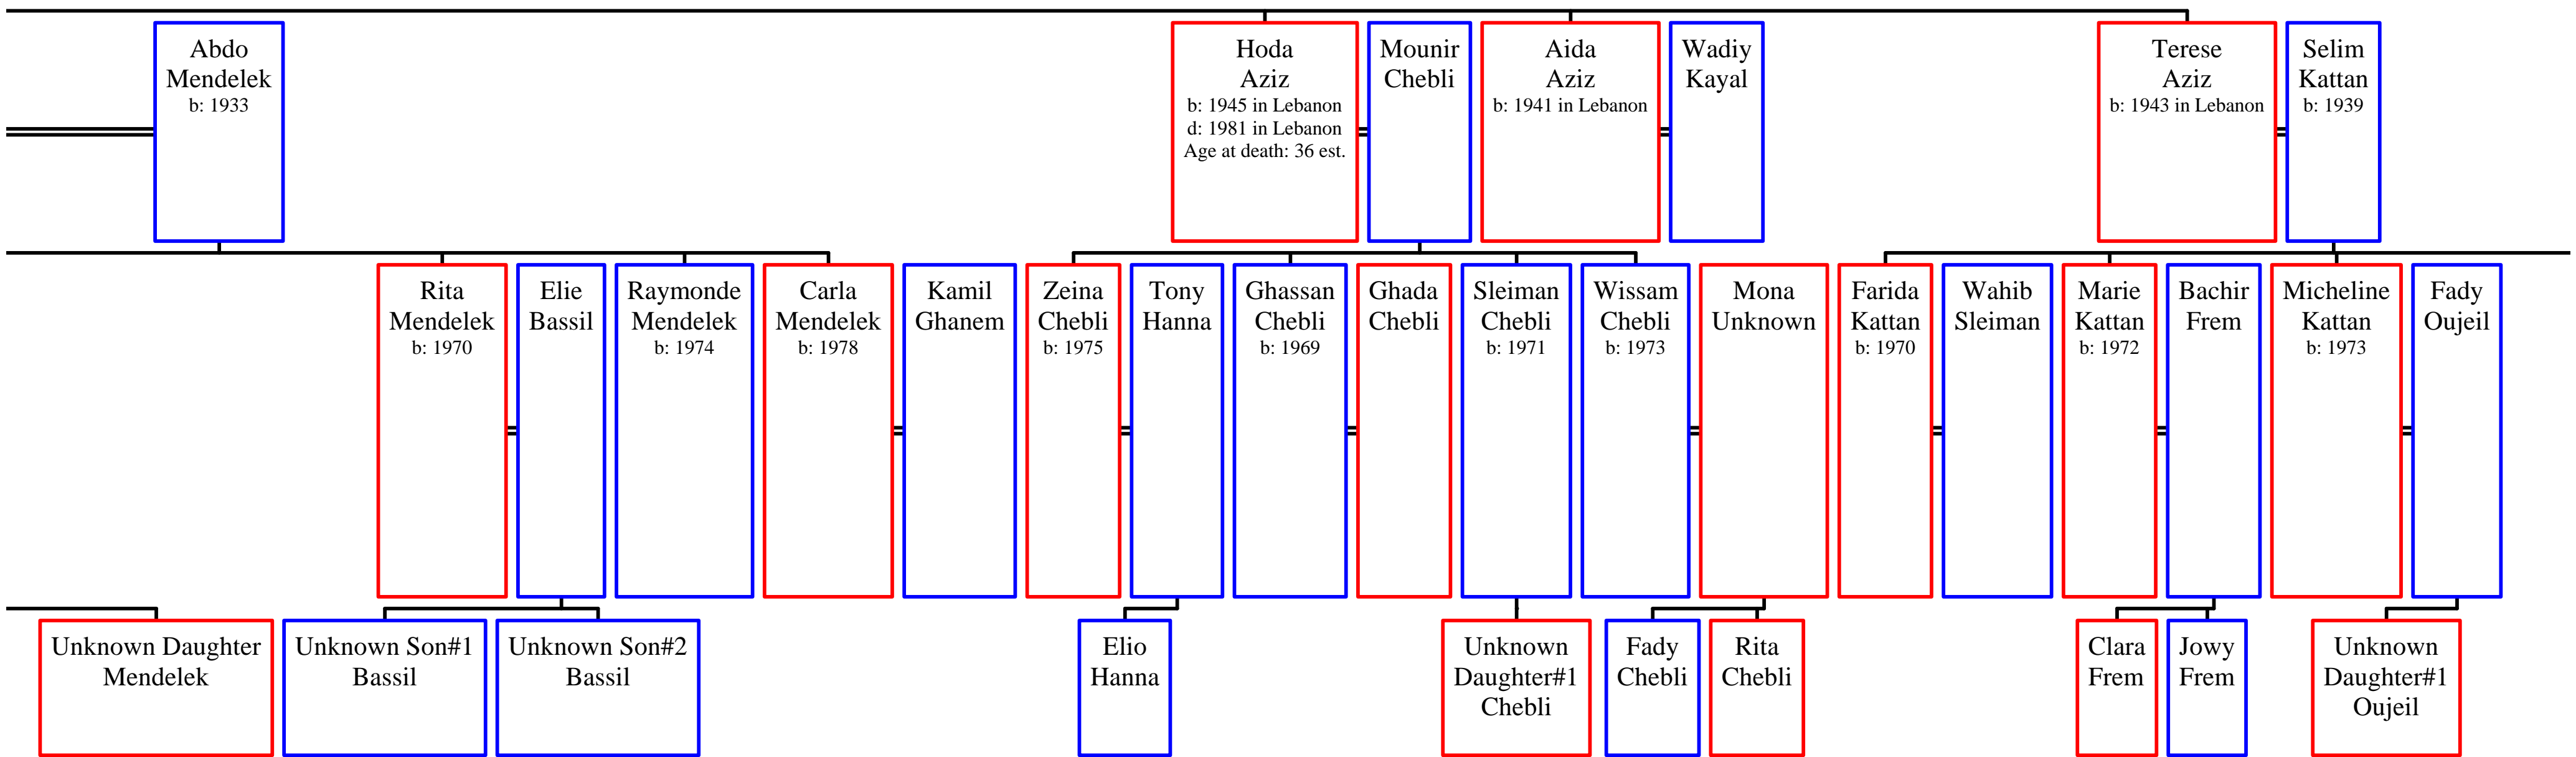 Abdo
Mendelek
b: 1933
Hoda
Aziz
b: 1945 in Lebanon
d: 1981 in Lebanon
Age at death: 36 est.
Mounir
Chebli
Aida
Aziz
b: 1941 in Lebanon
Wadiy
Kayal
Terese
Aziz
b: 1943 in Lebanon
Selim
Kattan
b: 1939
Rita
Mendelek
b: 1970
Elie
Bassil
Raymonde
Mendelek
b: 1974
Carla
Mendelek
b: 1978
Kamil
Ghanem
Zeina
Chebli
b: 1975
Tony
Hanna
Ghassan
Chebli
b: 1969
Ghada
Chebli
Sleiman
Chebli
b: 1971
Wissam
Chebli
b: 1973
Mona
Unknown
Farida
Kattan
b: 1970
Wahib
Sleiman
Marie
Kattan
b: 1972
Bachir
Frem
Micheline
Kattan
b: 1973
Fady
Oujeil
Unknown Daughter
Mendelek
Unknown Son#1
Bassil
Unknown Son#2
Bassil
Elio
Hanna
Unknown
Daughter#1
Chebli
Fady
Chebli
Rita
Chebli
Clara
Frem
Jowy
Frem
Unknown
Daughter#1
Oujeil